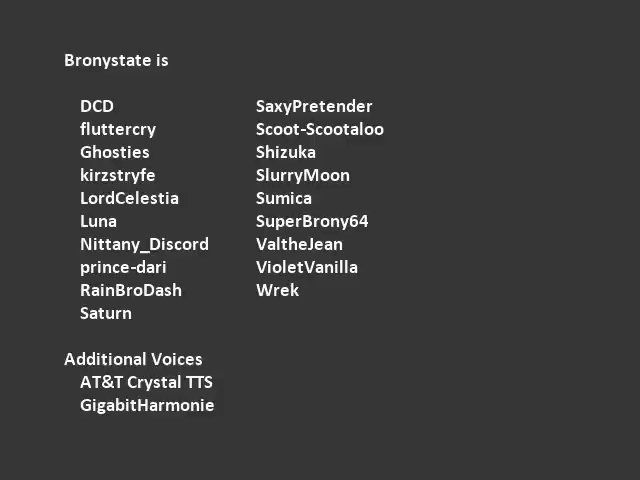 Bronystate is
DCD
fluttercry
Ghosties
kirzstryfe
LordCelestia
Luna
Nittany_Discord
prince-dari
RainBroDash
Saturn
SaxyPretender
Scoot-Scootaloo
Shizuka
SlurryMoon
Sumica
SuperBrony64
ValtheJean
VioletVanilla
Wrek
Additional Voices
AT&T Crystal TTS
GigabitHarmonie